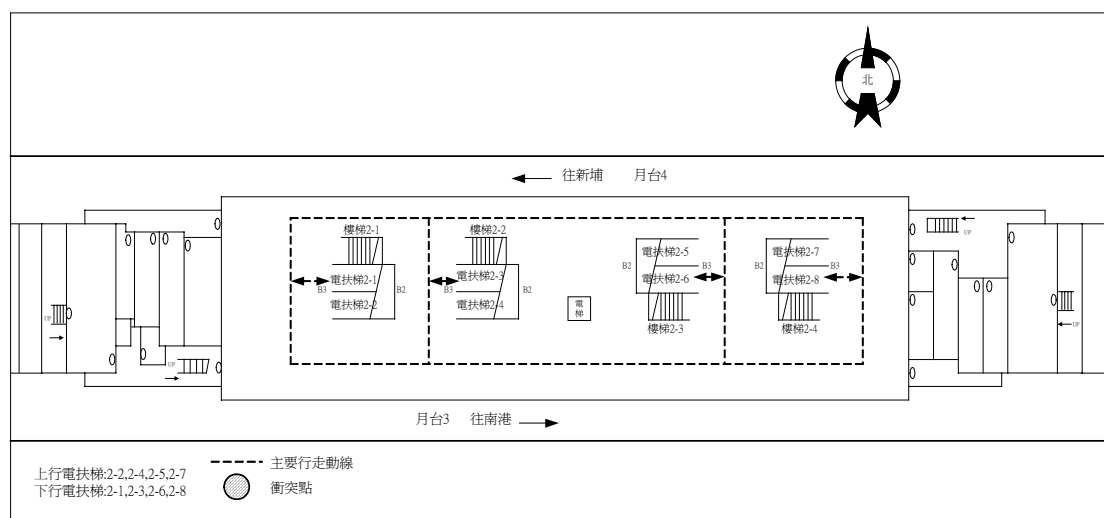 北
往新埔 月台4
樓梯2-1
樓梯2-2
電扶梯2-1
B3
電扶梯2-2
B2
電扶梯2-3
B3
電扶梯2-4
B2
電梯
電扶梯2-5
B2
B3
電扶梯2-6
樓梯2-3
電扶梯2-7
B2
B3
電扶梯2-8
樓梯2-4
UP
UP
UP
UP
月台3 往南港
上行電扶梯:2-2,2-4,2-5,2-7
下行電扶梯:2-1,2-3,2-6,2-8
主要行走動線
衝突點